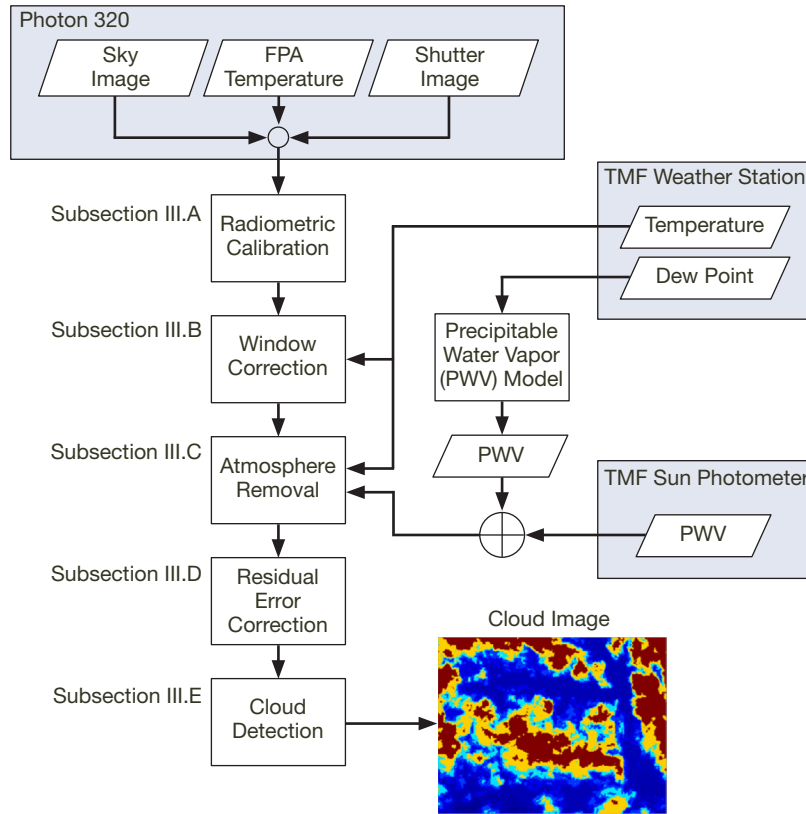 Photon 320
Sky
Image
FPA
Temperature
Shutter
Image
Subsection III.A
Radiometric
Calibration
TMF Weather Station
Temperature
Dew Point
Subsection III.B
Window
Correction
Precipitable
Water Vapor
(PWV) Model
Subsection III.C
Atmosphere
Removal
PWV
TMF Sun Photometer
PWV
Subsection III.D
Residual
Error
Correction
Cloud Image
Subsection III.E
Cloud
Detection